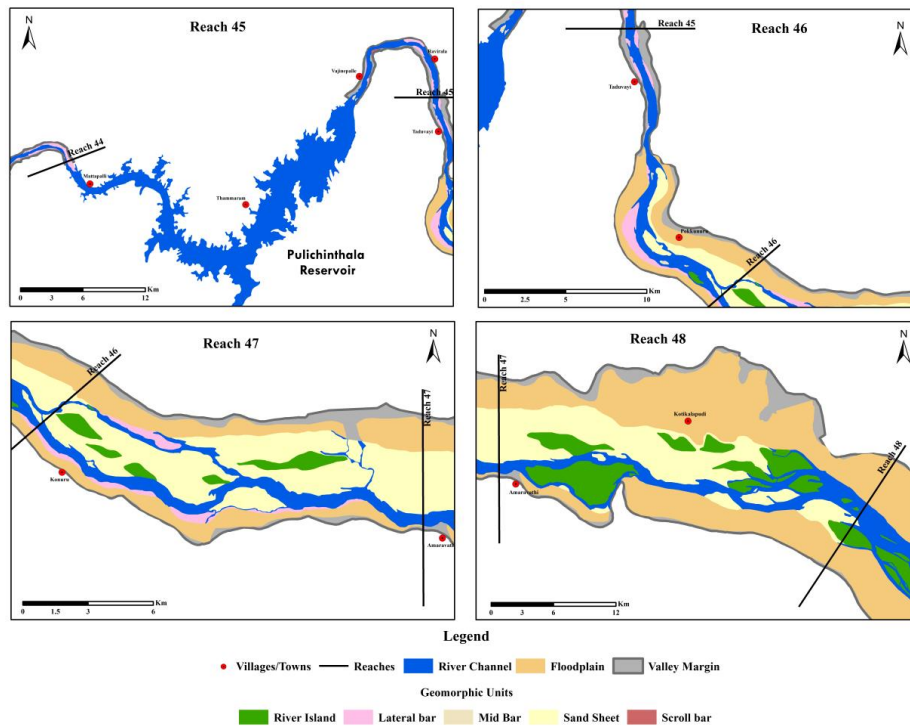 N
Reach 45
Ravirala
Vajinepalle
Reach 45
Taduvayi
Reach 44
Mattapalli
Thammaram
Pulichinthala
Reservoir
Km
0 3 6 12
Reach 45
N
Reach 46
Taduvayi
Pokkunuru
Reach 46
Km
0 2.5 5 10
Reach 47
N
Reach 46
Reach 47
Konuru
Amaravathi
Km
0 1.5 3 6
Reach 48
N
Reach 47
Kotikalapudi
Reach 48
Amaravathi
Km
0 3 6 12
Legend
Villages/Towns Reaches River Channel Floodplain Valley Margin
Geomorphic Units
River Island Lateral bar Mid Bar Sand Sheet Scroll bar